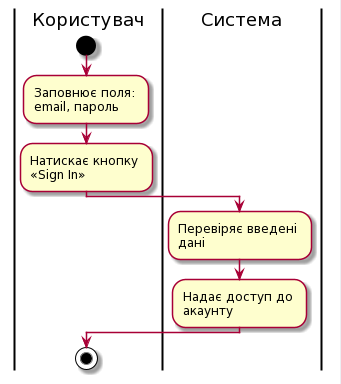 Користувач
Система
Заповнює поля:
email, пароль
Натискає кнопку
«Sign In»
Перевіряє введені
дані
Надає доступ до
акаунту